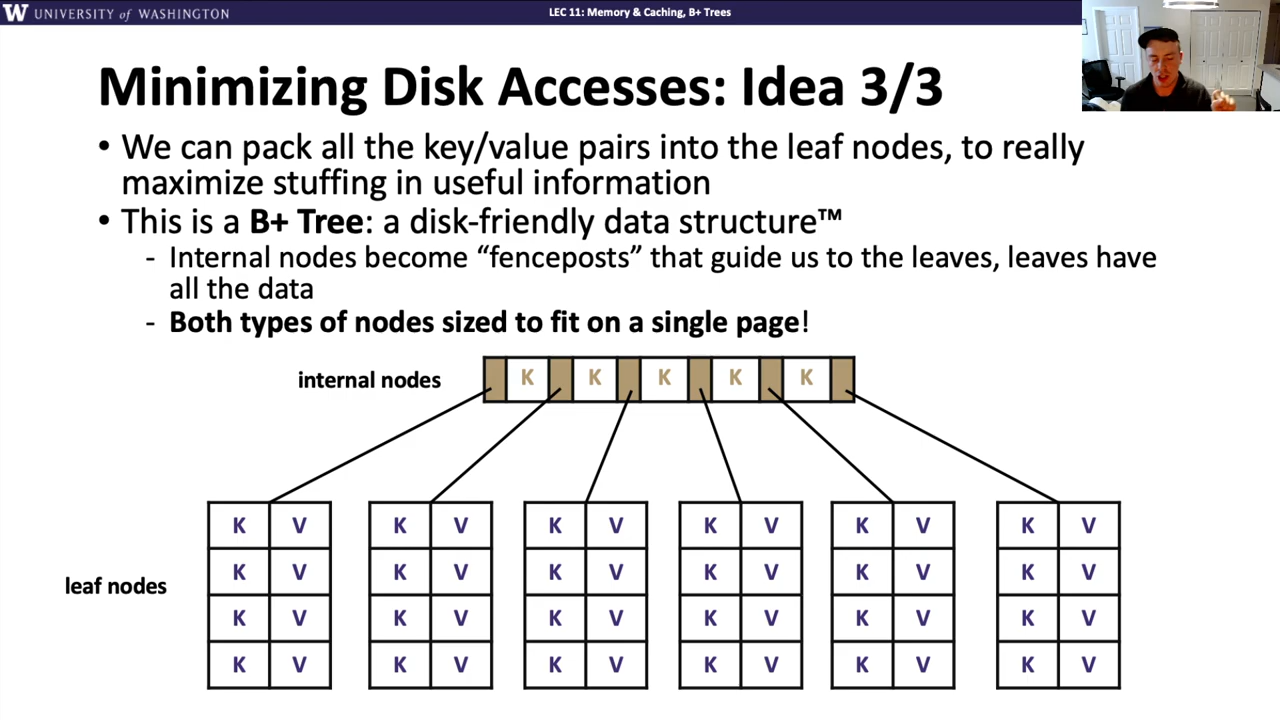 W UNIVERSITY of WASHINGTON
LEC 11: Memory & Caching, B+ Trees
Minimizing Disk Accesses: Idea 3/3
• We can pack all the key/value pairs into the leaf nodes, to really
maximize stuffing in useful information
• This is a B+ Tree: a disk-friendly data structure™
- Internal nodes become “fenceposts” that guide us to the leaves, leaves have
all the data
- Both types of nodes sized to fit on a single page!
internal nodes K K K K K
K V K V K V K V K V K V
K V K V K V K V K V K V
leaf nodes
K V K V K V K V K V K V
K V K V K V K V K V K V